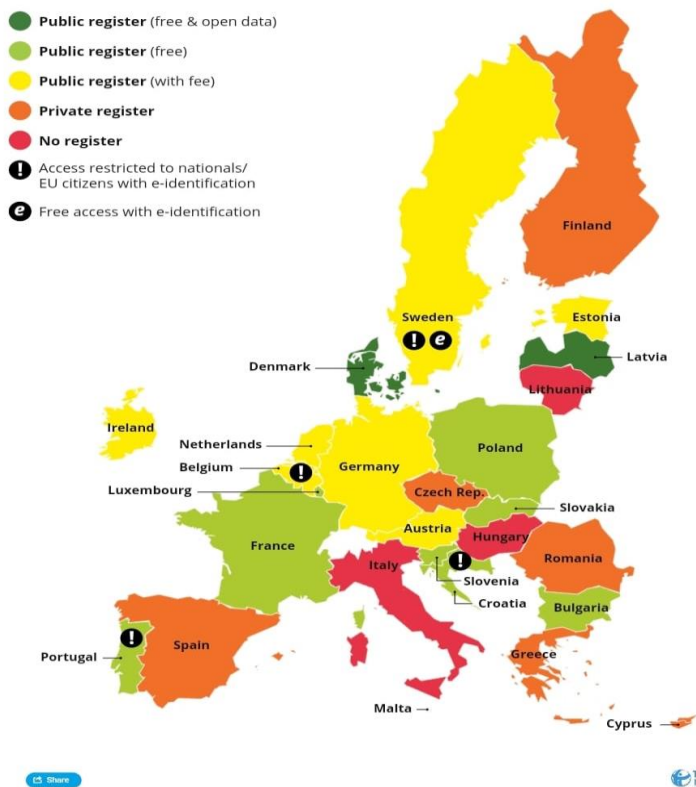 Public register (free & open data)
Public register (free)
Public register (with fee)
Private register
No register
! Access restricted to nationals/
EU citizens with e-identification
e Free access with e-identification
Finland
Sweden
! e
Estonia
Denmark
Latvia
Lithuania
Ireland
Netherlands
Poland
Belgium
!
Germany
Luxembourg
Czech Rep.
Slovakia
Austria
France
Hungary
Italy
!
Romania
Slovenia
Croatia
Bulgaria
!
Spain
Portugal
Greece
Malta
Cyprus
Share